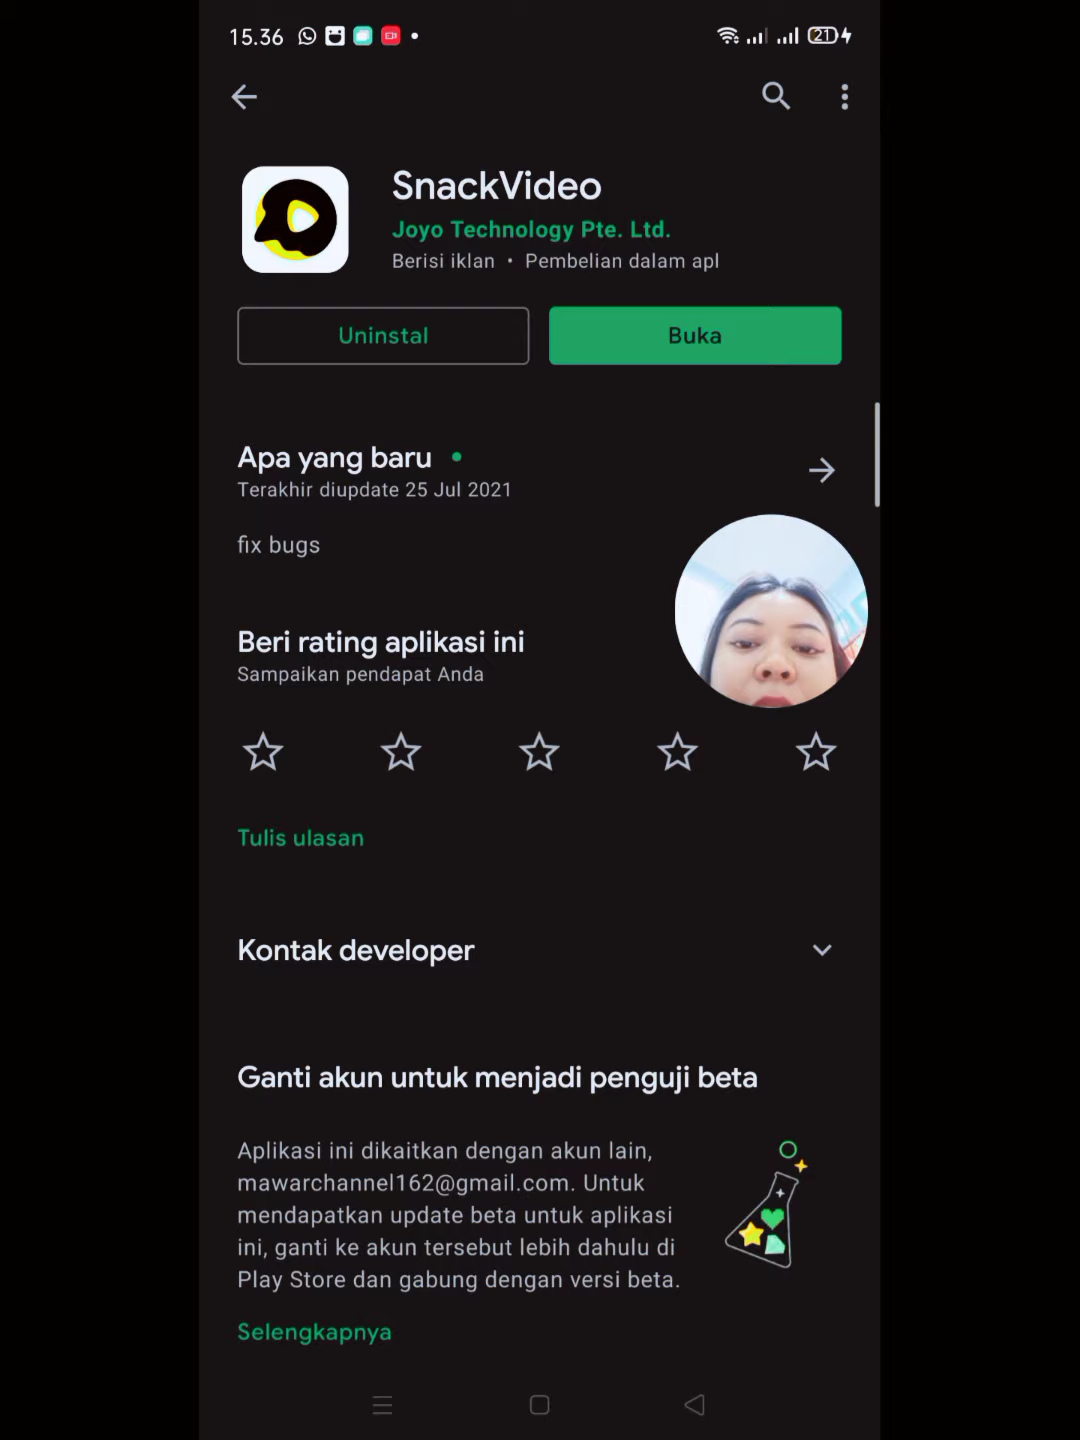 15.36
21
SnackVideo
Joyo Technology Pte. Ltd.
Berisi iklan • Pembelian dalam apl
Uninstal
Buka
Apa yang baru
Terakhir diupdate 25 Jul 2021
fix bugs
Beri rating aplikasi ini
Sampaikan pendapat Anda
Tulis ulasan
Kontak developer
Ganti akun untuk menjadi penguji beta
Aplikasi ini dikaitkan dengan akun lain,
mawarchannel162@gmail.com. Untuk
mendapatkan update beta untuk aplikasi
ini, ganti ke akun tersebut lebih dahulu di
Play Store dan gabung dengan versi beta.
Selengkapnya